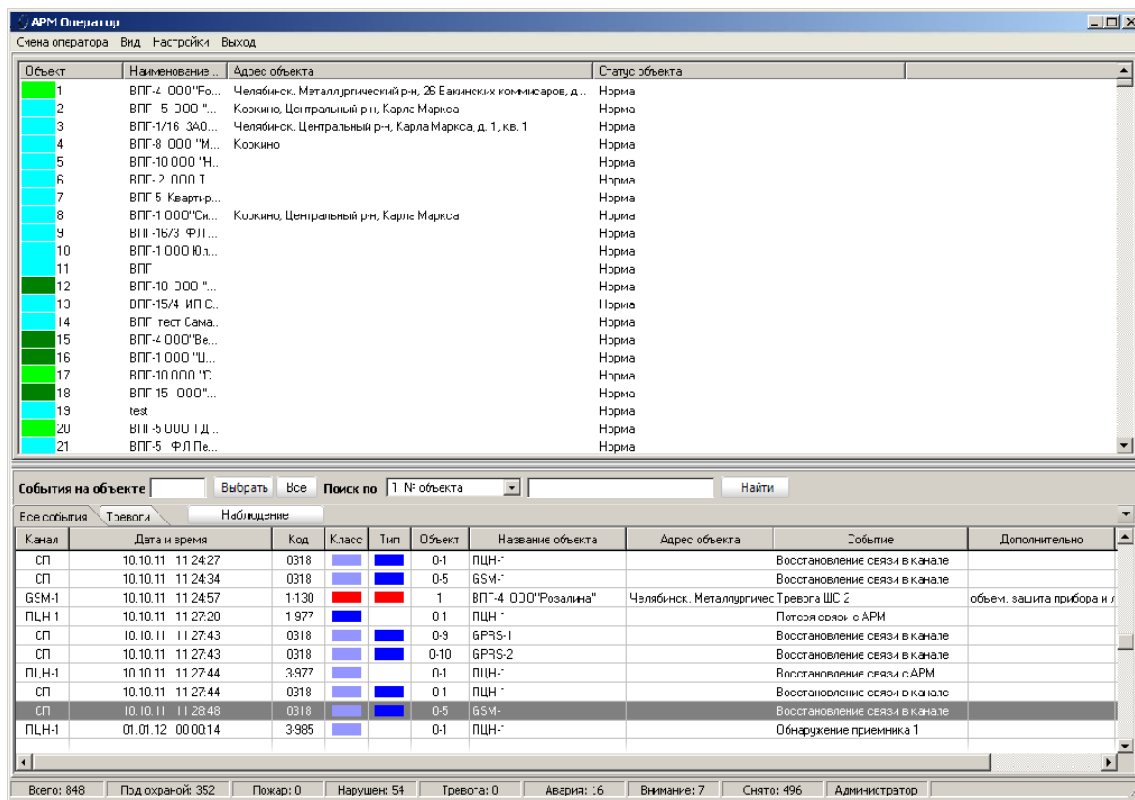 АРМ Оператор
Смена оператора Вид Настройки Выход
Объект Наименование ... Адрес объекта Статус объекта
1 ВПГ-4 ООО"Ро... Челябинск, Металлургический р-н, 26 Бакинских коммисаров, д... Норма
2 ВПГ-5 ООО "... Коркино, Центральный р-н, Карла Маркса Норма
3 ВПГ-1/16 ЗАО... Челябинск, Центральный р-н, Карла Маркса, д. 1, кв. 1 Норма
4 ВПГ-8 ООО "М... Коркино Норма
5 ВПГ-10 ООО "Н... Норма
6 ВПГ- 2 ООО Т Норма
7 ВПГ 5 Квартир... Норма
8 ВПГ-1 ООО"Си... Коркино, Центральный р-н, Карла Маркса Норма
9 ВПГ-16/3 ФЛ ... Норма
10 ВПГ-1 ООО Юл... Норма
11 ВПГ Норма
12 ВПГ-10 ООО "... Норма
13 ВПГ-15/4 ИП С... Норма
14 ВПГ тест Сама... Норма
15 ВПГ-4 ООО"Ве... Норма
16 ВПГ-1 ООО "... Норма
17 ВПГ-10 ООО Норма
18 ВПГ 15 ООО"... Норма
19 test Норма
20 ВПГ-5 ООО ТД ... Норма
21 ВПГ-5 ФЛ Пе... Норма
События на объекте Выбрать Все Поиск по 1 № объекта Найти
Все события Тревоги Наблюдение
Канал Дата и время Код Класс Тип Объект Название объекта Адрес объекта Событие Дополнительно
СП 10.10.11 11:24:27 0318 0-1 ПЦН-1 Восстановление связи в канале
СП 10.10.11 11:24:34 0318 0-5 GSM-1 Восстановление связи в канале
GSM-1 10.10.11 11:24:57 1-130 1 ВПГ-4 ООО"Розалина" Челябинск, Металлургичес Тревога ШС 2 объем, защита прибора и л
ПЦН-1 10.10.11 11:27:20 1-977 0-1 ПЦН-1 Потеря связи с АРМ
СП 10.10.11 11:27:43 0318 0-9 GPRS-1 Восстановление связи в канале
СП 10.10.11 11:27:43 0318 0-10 GPRS-2 Восстановление связи в канале
ПЦН-1 10.10.11 11:27:44 3-977 0-1 ПЦН-1 Восстановление связи с АРМ
СП 10.10.11 11:27:44 0318 0-1 ПЦН-1 Восстановление связи в канале
СП 10.10.11 11:28:48 0318 0-5 GSM-1 Восстановление связи в канале
ПЦН-1 01.01.12 00:00:14 3-985 0-1 ПЦН-1 Обнаружение приемника 1
Всего: 848 Под охраной: 352 Пожар: 0 Нарушен: 54 Тревога: 0 Авария: 16 Внимание: 7 Снято: 496 Администратор